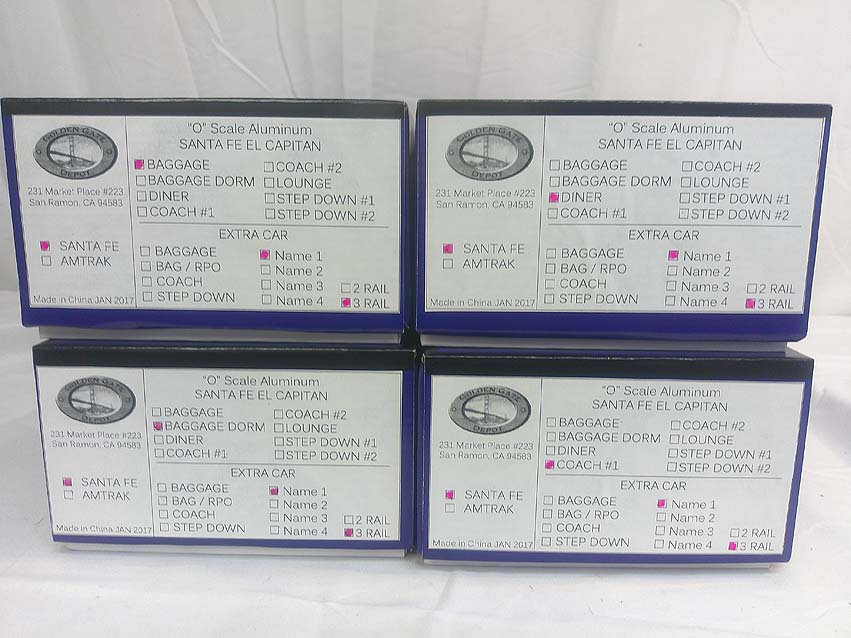 GOLDEN GATE
DEPOT
231 Market Place #223
San Ramon, CA 94583
SANTA FE
AMTRAK
Made in China JAN 2017
"O" Scale Aluminum
SANTA FE EL CAPITAN
BAGGAGE COACH #2
BAGGAGE DORM LOUNGE
DINER STEP DOWN #1
COACH #1 STEP DOWN #2
EXTRA CAR
BAGGAGE Name 1
BAG / RPO Name 2
COACH Name 3 2 RAIL
STEP DOWN Name 4 3 RAIL
GOLDEN GATE
DEPOT
231 Market Place #223
San Ramon, CA 94583
SANTA FE
AMTRAK
Made in China JAN 2017
"O" Scale Aluminum
SANTA FE EL CAPITAN
BAGGAGE COACH #2
BAGGAGE DORM LOUNGE
DINER STEP DOWN #1
COACH #1 STEP DOWN #2
EXTRA CAR
BAGGAGE Name 1
BAG / RPO Name 2
COACH Name 3 2 RAIL
STEP DOWN Name 4 3 RAIL
GOLDEN GATE
DEPOT
231 Market Place #223
San Ramon, CA 94583
SANTA FE
AMTRAK
Made in China JAN 2017
"O" Scale Aluminum
SANTA FE EL CAPITAN
BAGGAGE COACH #2
BAGGAGE DORM LOUNGE
DINER STEP DOWN #1
COACH #1 STEP DOWN #2
EXTRA CAR
BAGGAGE Name 1
BAG / RPO Name 2
COACH Name 3 2 RAIL
STEP DOWN Name 4 3 RAIL
GOLDEN GATE
DEPOT
231 Market Place #223
San Ramon, CA 94583
SANTA FE
AMTRAK
Made in China JAN 2017
"O" Scale Aluminum
SANTA FE EL CAPITAN
BAGGAGE COACH #2
BAGGAGE DORM LOUNGE
DINER STEP DOWN #1
COACH #1 STEP DOWN #2
EXTRA CAR
BAGGAGE Name 1
BAG / RPO Name 2
COACH Name 3 2 RAIL
STEP DOWN Name 4 3 RAIL